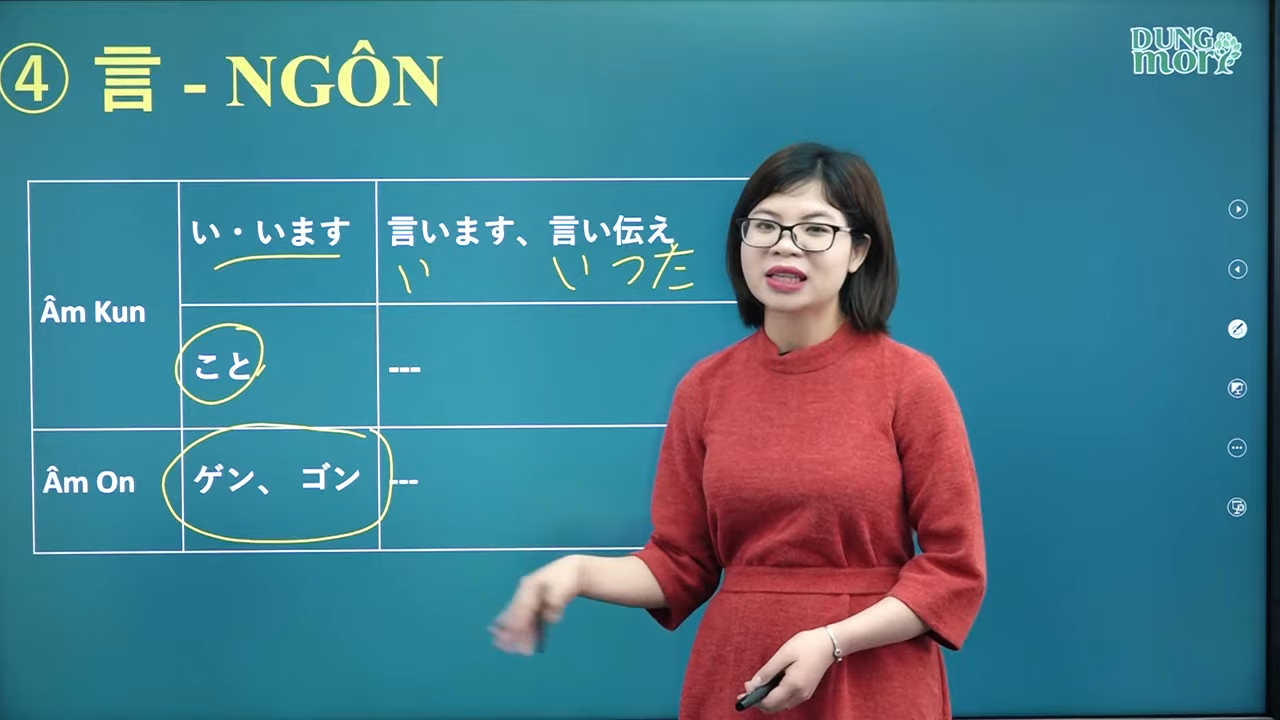 ④ 言 - NGÔN
DUNG
mori
い・います
言います、言い伝え
い
い つた
Âm Kun
こと
---
Âm On
ゲン、 ゴン
---